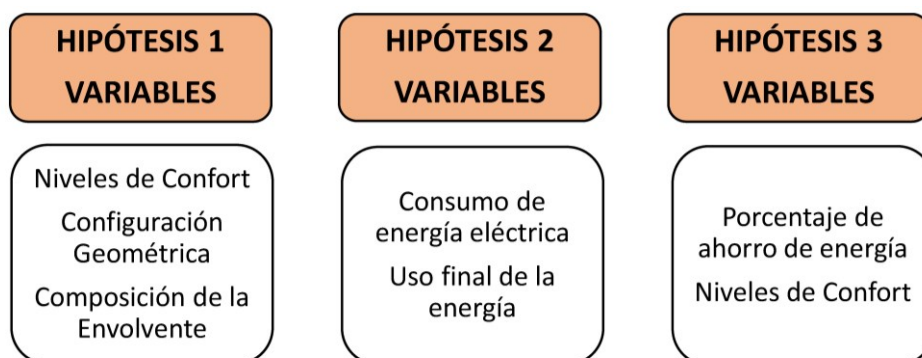 HIPÓTESIS 1
VARIABLES
Niveles de Confort
Configuración
Geométrica
Composición de la
Envolvente
HIPÓTESIS 2
VARIABLES
Consumo de
energía eléctrica
Uso final de la
energía
HIPÓTESIS 3
VARIABLES
Porcentaje de
ahorro de energía
Niveles de Confort